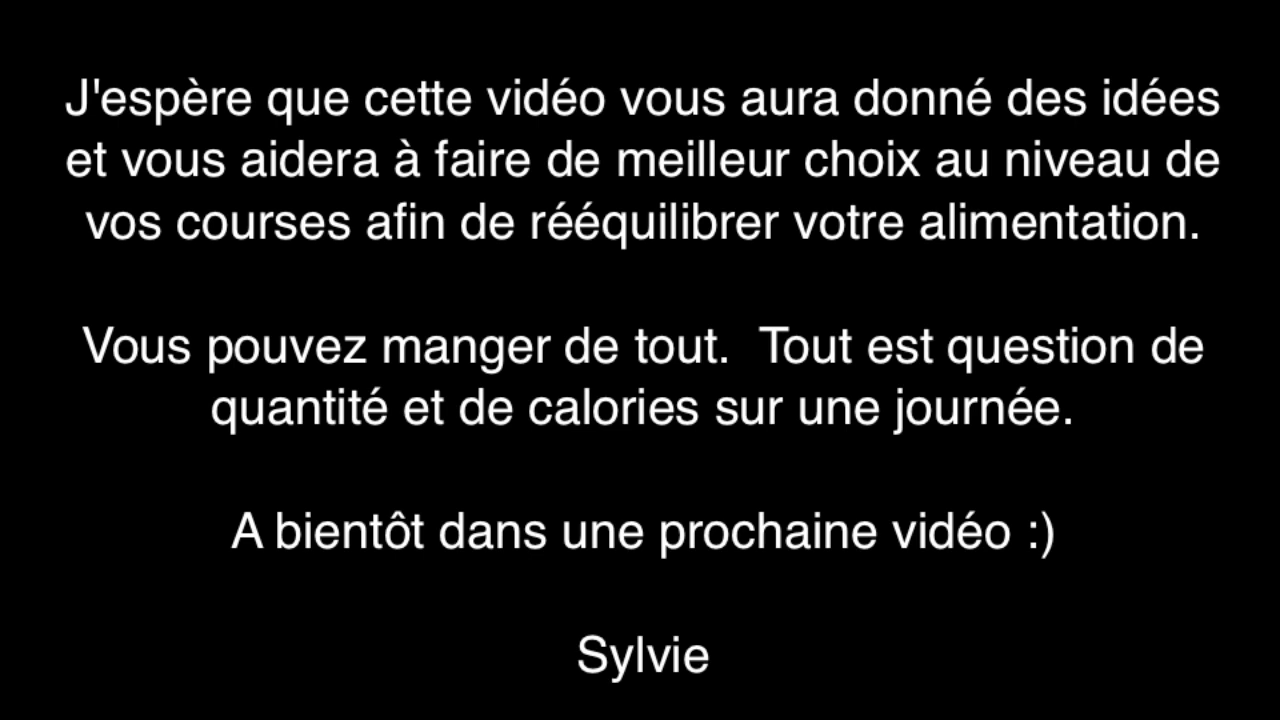 J'espère que cette vidéo vous aura donné des idées
et vous aidera à faire de meilleur choix au niveau de
vos courses afin de rééquilibrer votre alimentation.
Vous pouvez manger de tout.  Tout est question de
quantité et de calories sur une journée.
A bientôt dans une prochaine vidéo :)
Sylvie